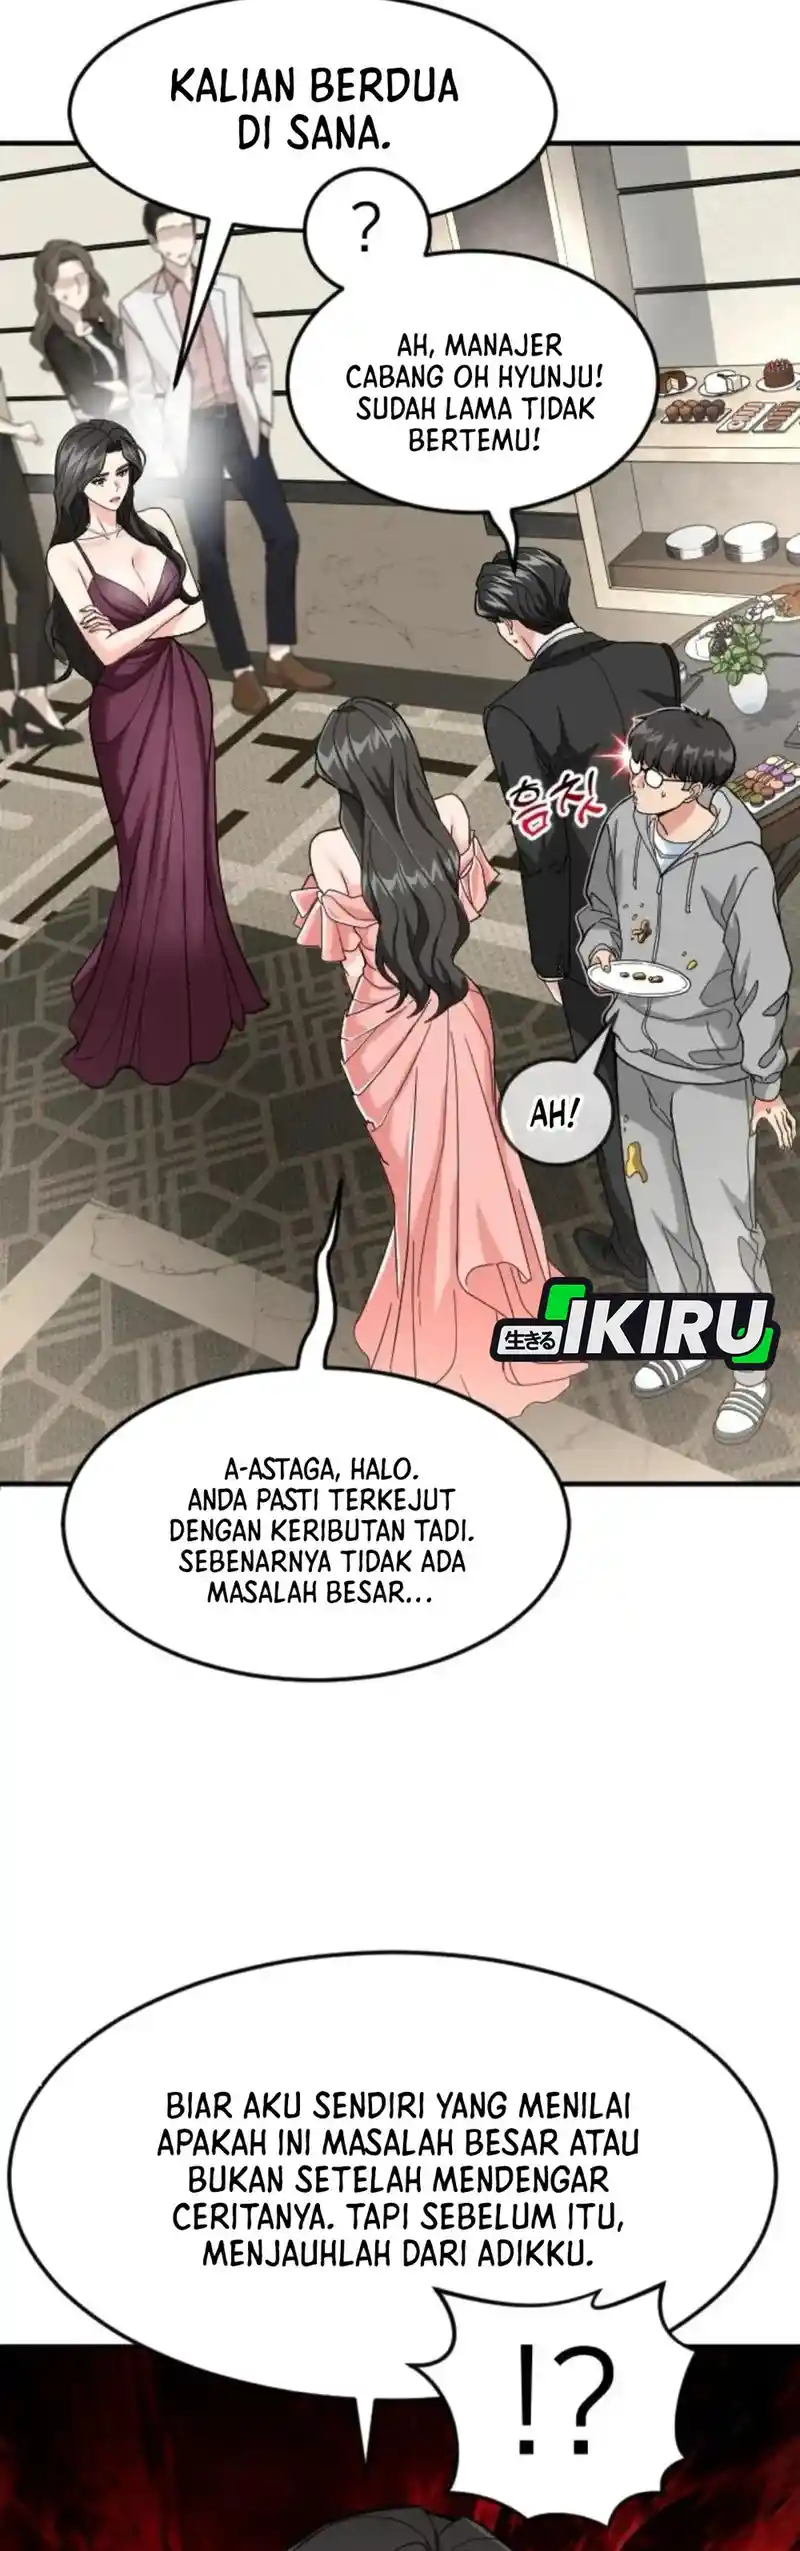 KALIAN BERDUA
DI SANA.
?
AH, MANAJER
CABANG OH HYUNJU!
SUDAH LAMA TIDAK
BERTEMU!
흠칫
AH!
生きる IKIRU
A-ASTAGA, HALO.
ANDA PASTI TERKEJUT
DENGAN KERIBUTAN TADI.
SEBENARNYA TIDAK ADA
MASALAH BESAR...
BIAR AKU SENDIRI YANG MENILAI
APAKAH INI MASALAH BESAR ATAU
BUKAN SETELAH MENDENGAR
CERITANYA. TAPI SEBELUM ITU,
MENJAUHLAH DARI ADIKKU.
!?